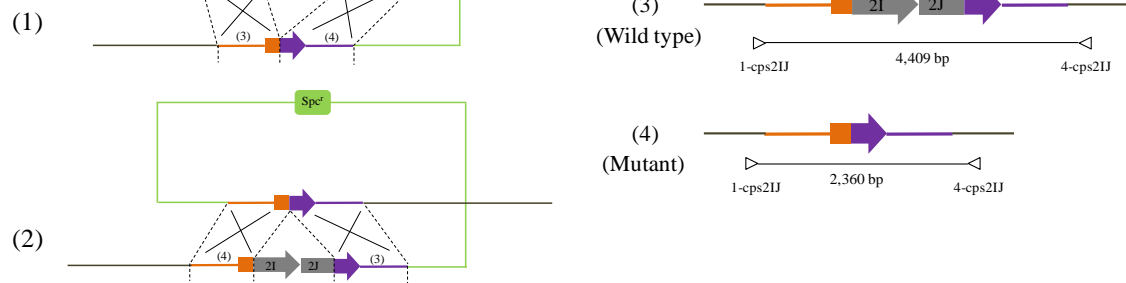 (1)
(3)
(4)
Spcʳ
(2)
(4)
2I
2J
(3)
(3)
(Wild type)
2I
2J
1-cps2IJ
4,409 bp
4-cps2IJ
(4)
(Mutant)
1-cps2IJ
2,360 bp
4-cps2IJ